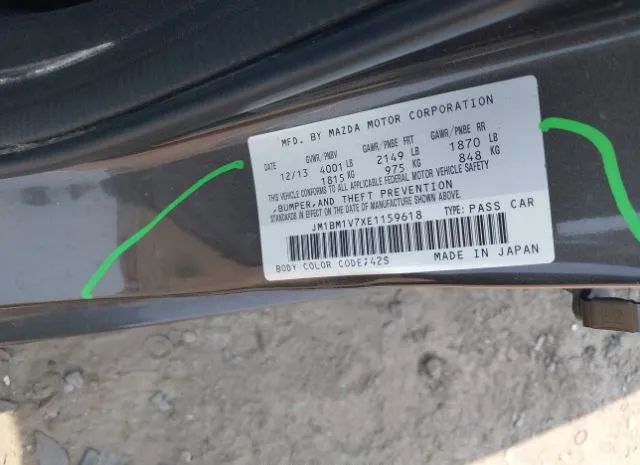 MFD. BY MAZDA MOTOR CORPORATION
DATE GVWR/PNBV GAWR/PNBE FRT GAWR/PNBE RR
12/13 4001 LB 2149 LB 1870 LB
1815 KG 975 KG 848 KG
THIS VEHICLE CONFORMS TO ALL APPLICABLE FEDERAL MOTOR VEHICLE SAFETY
,BUMPER,AND THEFT PREVENTION
STANDARDS IN EFFECT ON THE DATE OF MANUFACTURE SHOWN ABOVE.
JM1BM1V7XE1159618 TYPE: PASS CAR
BODY COLOR CODE:42S MADE IN JAPAN